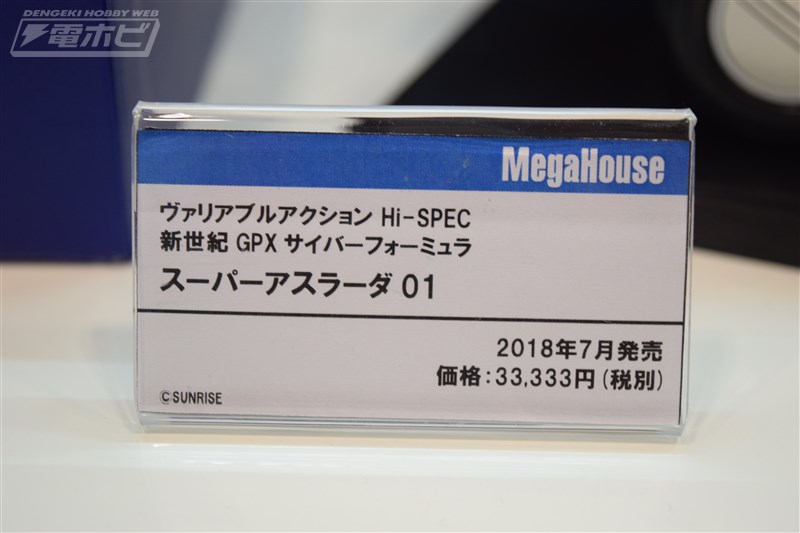 DENGEKI HOBBY WEB
電ホビ
MegaHouse
ヴァリアブルアクション Hi-SPEC
新世紀 GPX サイバーフォーミュラ
スーパーアスラーダ 01
2018年7月発売
価格:33,333円(税別)
©SUNRISE